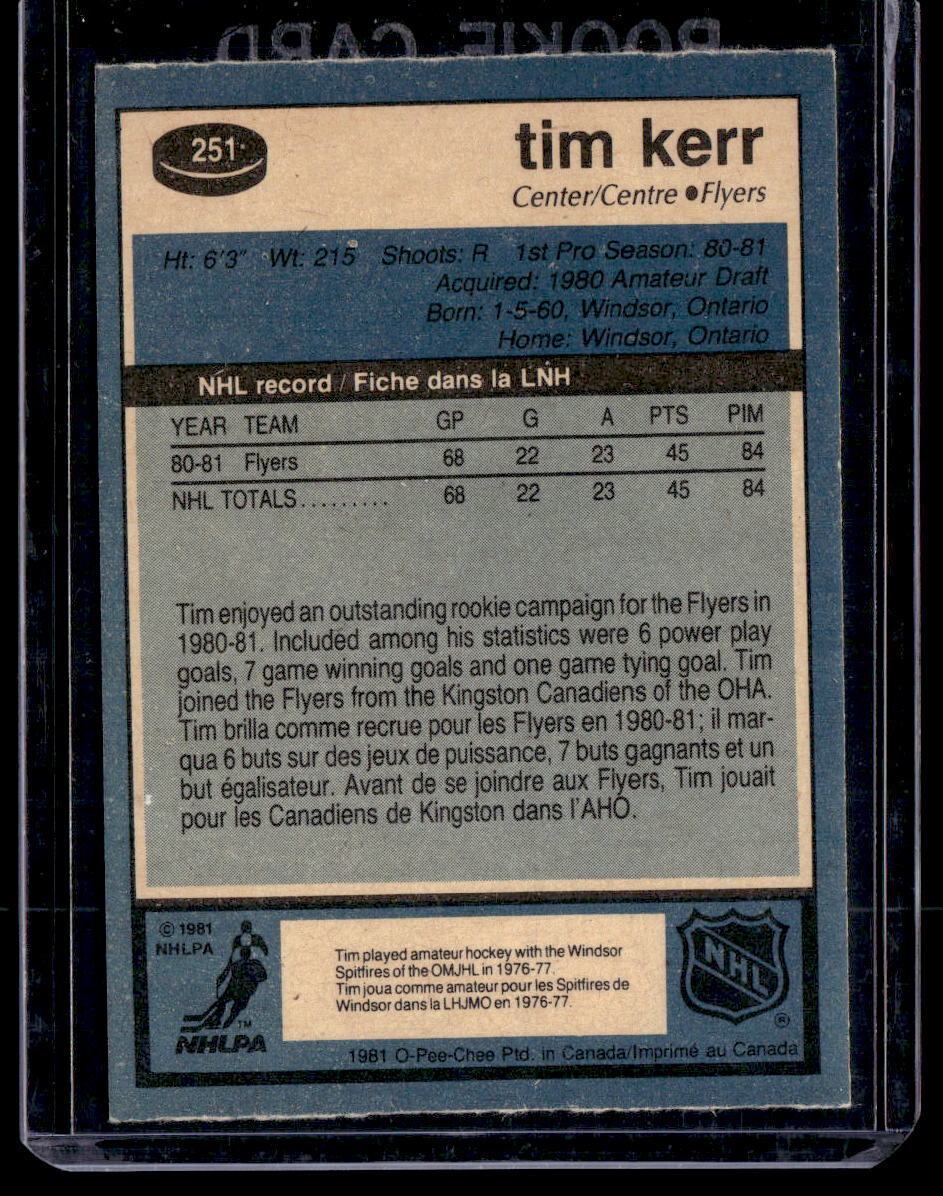 ROOKIE CARD
251
tim kerr
Center/Centre ●Flyers
Ht: 6'3" Wt: 215 Shoots: R 1st Pro Season: 80-81
Acquired: 1980 Amateur Draft
Born: 1-5-60, Windsor, Ontario
Home: Windsor, Ontario
NHL record / Fiche dans la LNH
YEAR TEAM GP G A PTS PIM
80-81 Flyers 68 22 23 45 84
NHL TOTALS......... 68 22 23 45 84
Tim enjoyed an outstanding rookie campaign for the Flyers in
1980-81. Included among his statistics were 6 power play
goals, 7 game winning goals and one game tying goal. Tim
joined the Flyers from the Kingston Canadiens of the OHA.
Tim brilla comme recrue pour les Flyers en 1980-81; il mar-
qua 6 buts sur des jeux de puissance, 7 buts gagnants et un
but égalisateur. Avant de se joindre aux Flyers, Tim jouait
pour les Canadiens de Kingston dans l'AHO.
© 1981
NHLPA
TM
NHLPA
Tim played amateur hockey with the Windsor
Spitfires of the OMJHL in 1976-77.
Tim joua comme amateur pour les Spitfires de
Windsor dans la LHJMO en 1976-77.
NHL
®
1981 O-Pee-Chee Ptd. in Canada/Imprimé au Canada